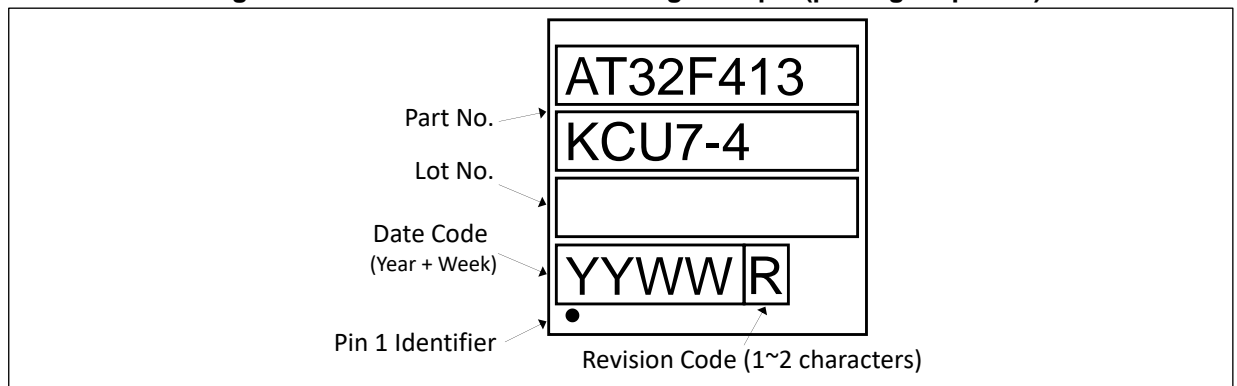 AT32F413
Part No.
KCU7-4
Lot No.
Date Code
(Year + Week)
YYWW R
Pin 1 Identifier
Revision Code (1~2 characters)